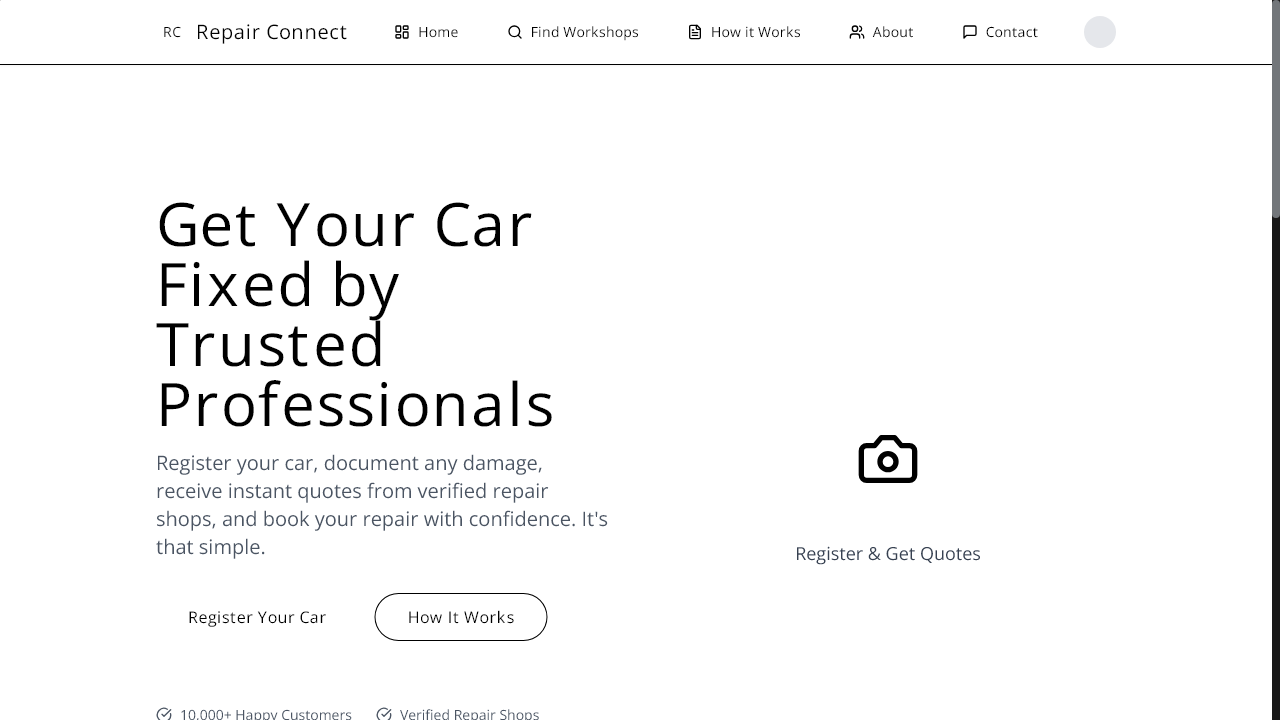 RC Repair Connect Home Find Workshops How it Works About Contact
Get Your Car
Fixed by
Trusted
Professionals
Register your car, document any damage,
receive instant quotes from verified repair
shops, and book your repair with confidence. It's
that simple.
Register & Get Quotes
Register Your Car How It Works
10,000+ Happy Customers Verified Repair Shops